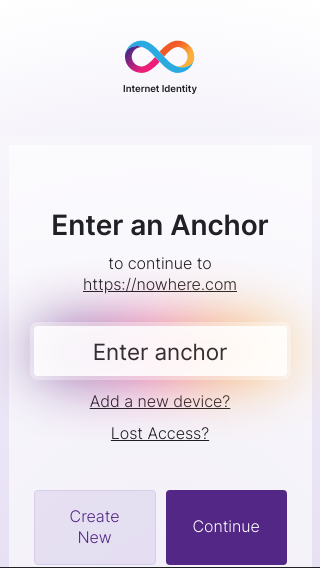 Internet Identity
Enter an Anchor
to continue to
https://nowhere.com
Enter anchor
Add a new device?
Lost Access?
Create
New
Continue